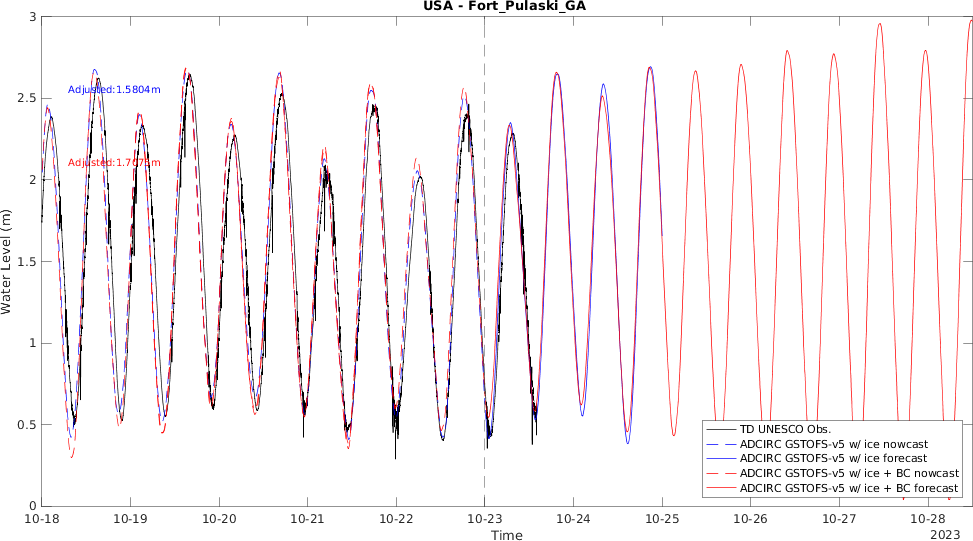 USA - Fort_Pulaski_GA
3
2.5
2
1.5
1
0.5
0
Water Level (m)
Adjusted:1.5804m
10-18
10-19
10-20
10-21
10-22
10-23
10-24
10-25
10-26
10-27
10-28
2023
Time
TD UNESCO Obs.
ADCIRC GSTOFS-v5 w/ ice nowcast
ADCIRC GSTOFS-v5 w/ ice forecast
ADCIRC GSTOFS-v5 w/ ice + BC nowcast
ADCIRC GSTOFS-v5 w/ ice + BC forecast